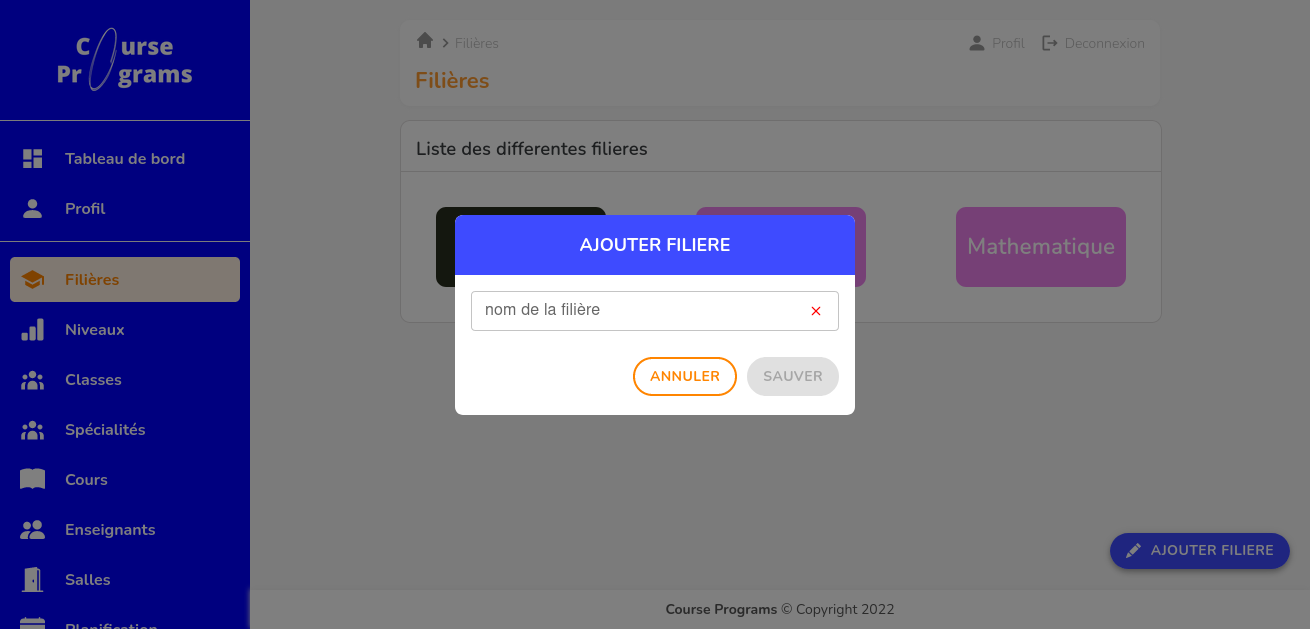 Course
Programs
Tableau de bord
Profil
Filières
Niveaux
Classes
Spécialités
Cours
Enseignants
Salles
Planification
Filières
Profil
Deconnexion
Filières
Liste des differentes filieres
Mathematique
AJOUTER FILIERE
nom de la filière
ANNULER
SAUVER
AJOUTER FILIERE
Course Programs © Copyright 2022